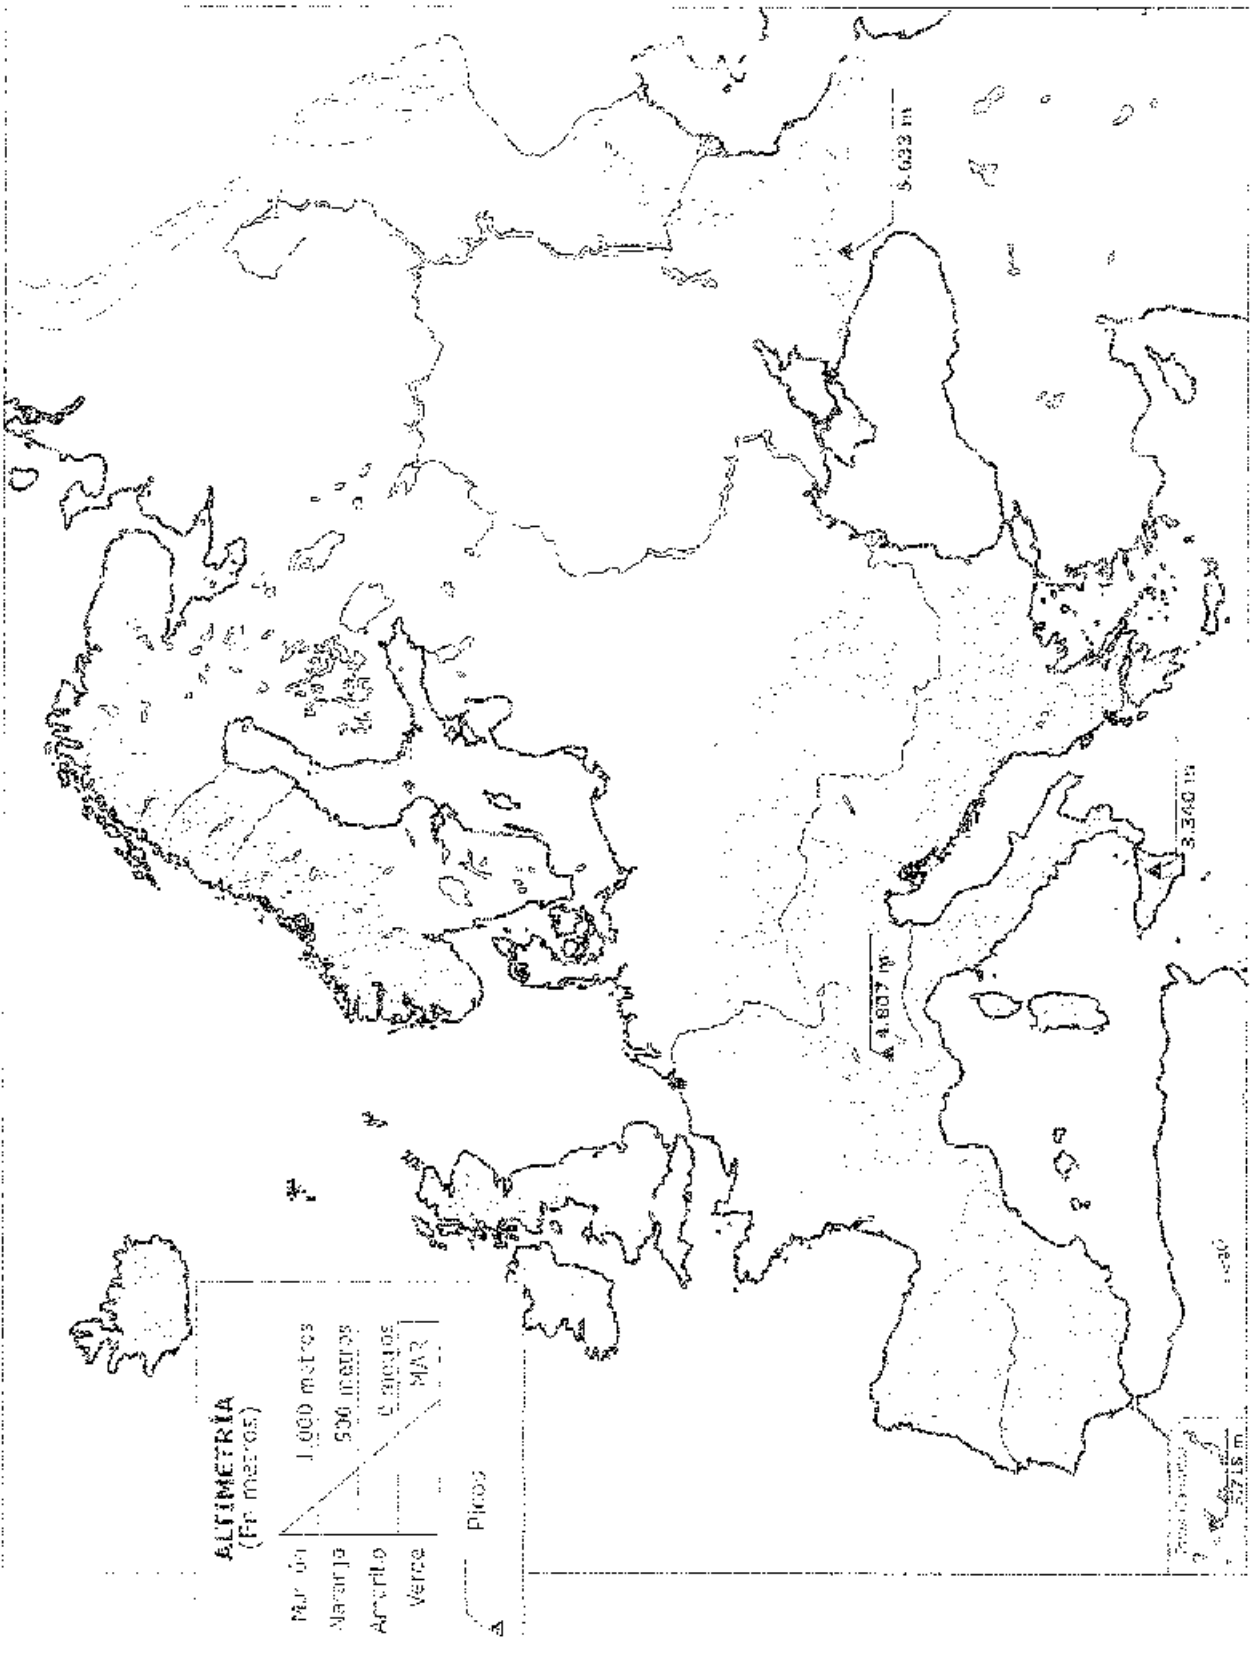 ALTIMETRÍA
(En metros)
Marrón
1.000 metros
Naranja
500 metros
Amarillo
0 metros
Verde
MAR
Picos
5.633 m
4.807 m
3.340 m
3.718 m